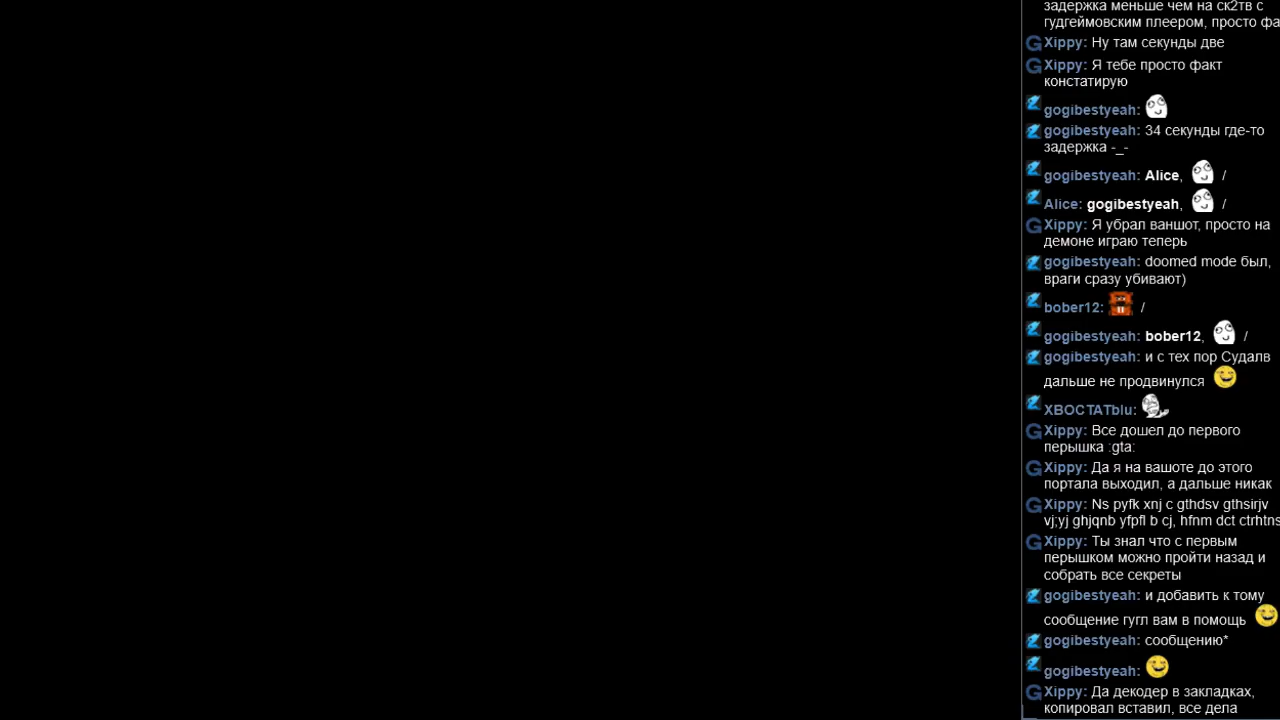 задержка меньше чем на ск2тв с
гудгеймовским плеером, просто фа
Xippy: Ну там секунды две
Xippy: Я тебе просто факт
констатирую
gogibestyeah:
gogibestyeah: 34 секунды где-то
задержка -_-
gogibestyeah: Alice, /
Alice: gogibestyeah, /
Xippy: Я убрал ваншот, просто на
демоне играю теперь
gogibestyeah: doomed mode был,
враги сразу убивают)
bober12: /
gogibestyeah: bober12, /
gogibestyeah: и с тех пор Судалв
дальше не продвинулся
XBOCTATblu:
Xippy: Все дошел до первого
перышка :gta:
Xippy: Да я на вашоте до этого
портала выходил, а дальше никак
Xippy: Ns pyfk xnj c gthdsv gthsirjv
vj;yj ghjqnb yfpfl b cj, hfnm dct ctrhtns
Xippy: Ты знал что с первым
перышком можно пройти назад и
собрать все секреты
gogibestyeah: и добавить к тому
сообщение гугл вам в помощь
gogibestyeah: сообщению*
gogibestyeah:
Xippy: Да декодер в закладках,
копировал вставил, все дела